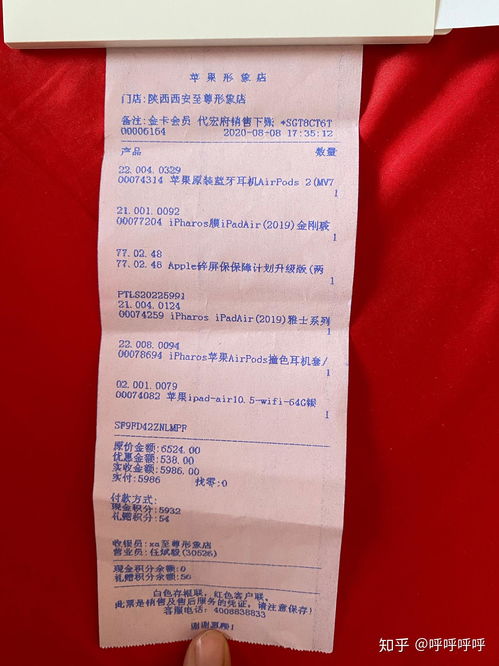 苹果形象店
门店:陕西西安至尊形象店
备注:金卡会员 代宏府销售下账 *SGT8CT6T
00006164 2020-08-08 17:35:12
产品 数量
22.004.0329
00074314 苹果原装蓝牙耳机AirPods 2(MV7
1
21.001.0092
00077204 iPharos膜iPadAir(2019)金刚戒
1
77.02.48
77.02.48 Apple碎屏保保障计划升级版(两
1
PTLS20225991
21.004.0124
00074259 iPharos iPadAir(2019)雅士系列
1
22.008.0094
00078694 iPharos苹果AirPods撞色耳机套/
1
02.001.0079
00074082 苹果ipad-air10.5-wifi-64G银
1
SF9FD42ZNLMPF
原价金额:6524.00
优惠金额:538.00
实收金额:5986.00
实付:5986 找零:0
付款方式:
现金积分:5932
礼赠积分:54
收银员:xa至尊形象店
营业员:任斌毅(30526)
现金积分余额:0
礼赠积分余额:50
白色存根联,红色客户联、
此票是销售及售后服务的凭证,请注意保存!
客服电话:4008838833
谢谢惠顾!
知乎 @呼呼呼呼